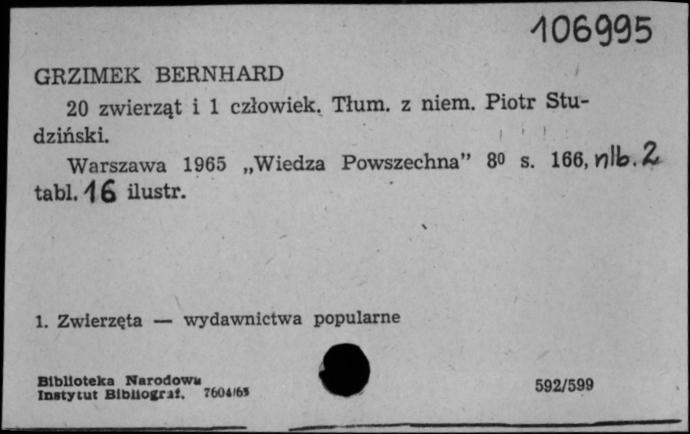 106995
GRZIMEK BERNHARD
20 zwierząt i 1 człowiek. Tłum. z niem. Piotr Stu-
dziński.
Warszawa 1965 „Wiedza Powszechna” 8⁰ s. 166, nlb. 2
tabl. 16 ilustr.
1. Zwierzęta — wydawnictwa popularne
Biblioteka Narodowa
Instytut Bibliograf. 7604/65
592/599